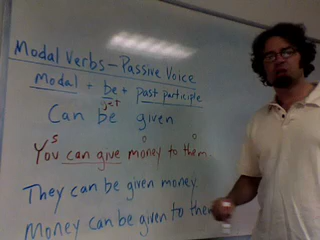 Modal Verbs – Passive Voice
Modal + be + past participle
Can be given
S O O
You can give money to them.
They can be given money
Money can be given to them